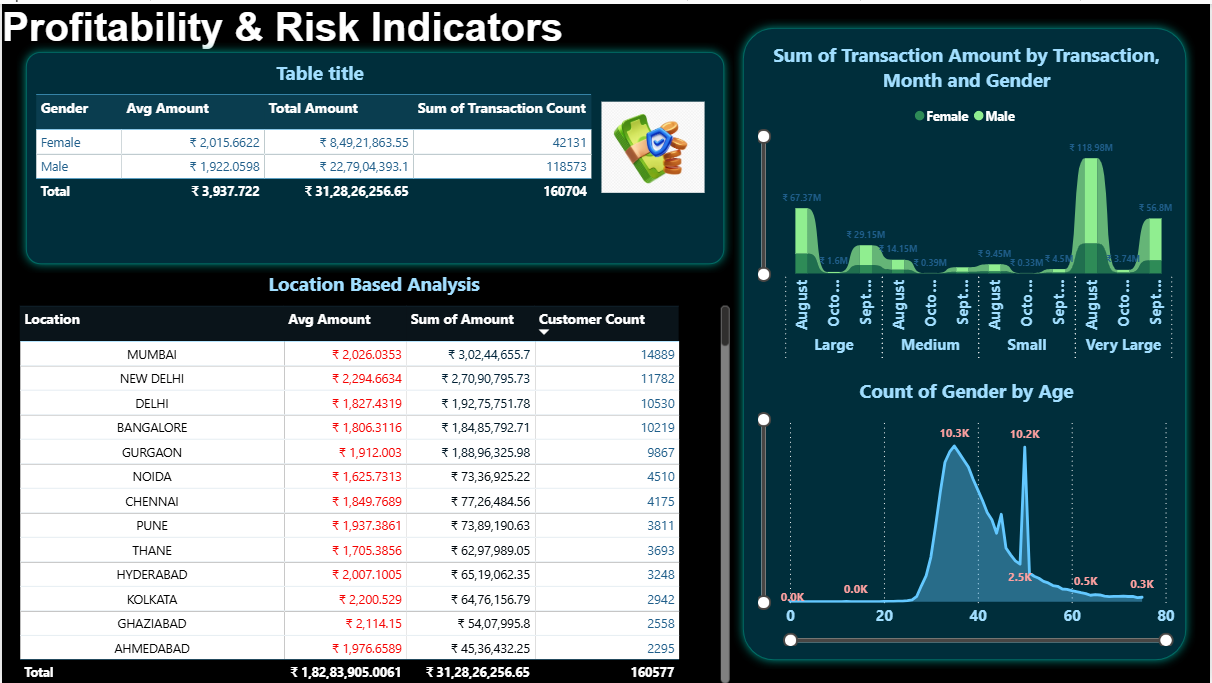 Profitability & Risk Indicators
Table title
Gender Avg Amount Total Amount Sum of Transaction Count
Female ₹ 2,015.6622 ₹ 8,49,21,863.55 42131
Male ₹ 1,922.0598 ₹ 22,79,04,393.1 118573
Total ₹ 3,937.722 ₹ 31,28,26,256.65 160704
Location Based Analysis
Location Avg Amount Sum of Amount Customer Count
MUMBAI ₹ 2,026.0353 ₹ 3,02,44,655.7 14889
NEW DELHI ₹ 2,294.6634 ₹ 2,70,90,795.73 11782
DELHI ₹ 1,827.4319 ₹ 1,92,75,751.78 10530
BANGALORE ₹ 1,806.3116 ₹ 1,84,85,792.71 10219
GURGAON ₹ 1,912.003 ₹ 1,88,96,325.98 9867
NOIDA ₹ 1,625.7313 ₹ 73,36,925.22 4510
CHENNAI ₹ 1,849.7689 ₹ 77,26,484.56 4175
PUNE ₹ 1,937.3861 ₹ 73,89,190.63 3811
THANE ₹ 1,705.3856 ₹ 62,97,989.05 3693
HYDERABAD ₹ 2,007.1005 ₹ 65,19,062.35 3248
KOLKATA ₹ 2,200.529 ₹ 64,76,156.79 2942
GHAZIABAD ₹ 2,114.15 ₹ 54,07,995.8 2558
AHMEDABAD ₹ 1,976.6589 ₹ 45,36,432.25 2295
Total ₹ 1,82,83,905.0061 ₹ 31,28,26,256.65 160577
Sum of Transaction Amount by Transaction,
Month and Gender
Female Male
₹ 118.98M
₹ 67.37M ₹ 56.8M
₹ 29.15M
₹ 14.15M ₹ 9.45M
₹ 1.6M ₹ 0.39M ₹ 0.33M ₹ 4.5M ₹ 3.74M
August Octo... Sept... August Octo... Sept... August Octo... Sept... August Octo... Sept...
Large Medium Small Very Large
Count of Gender by Age
10.3K 10.2K
2.5K
0.0K 0.0K 0.5K 0.3K
0 20 40 60 80